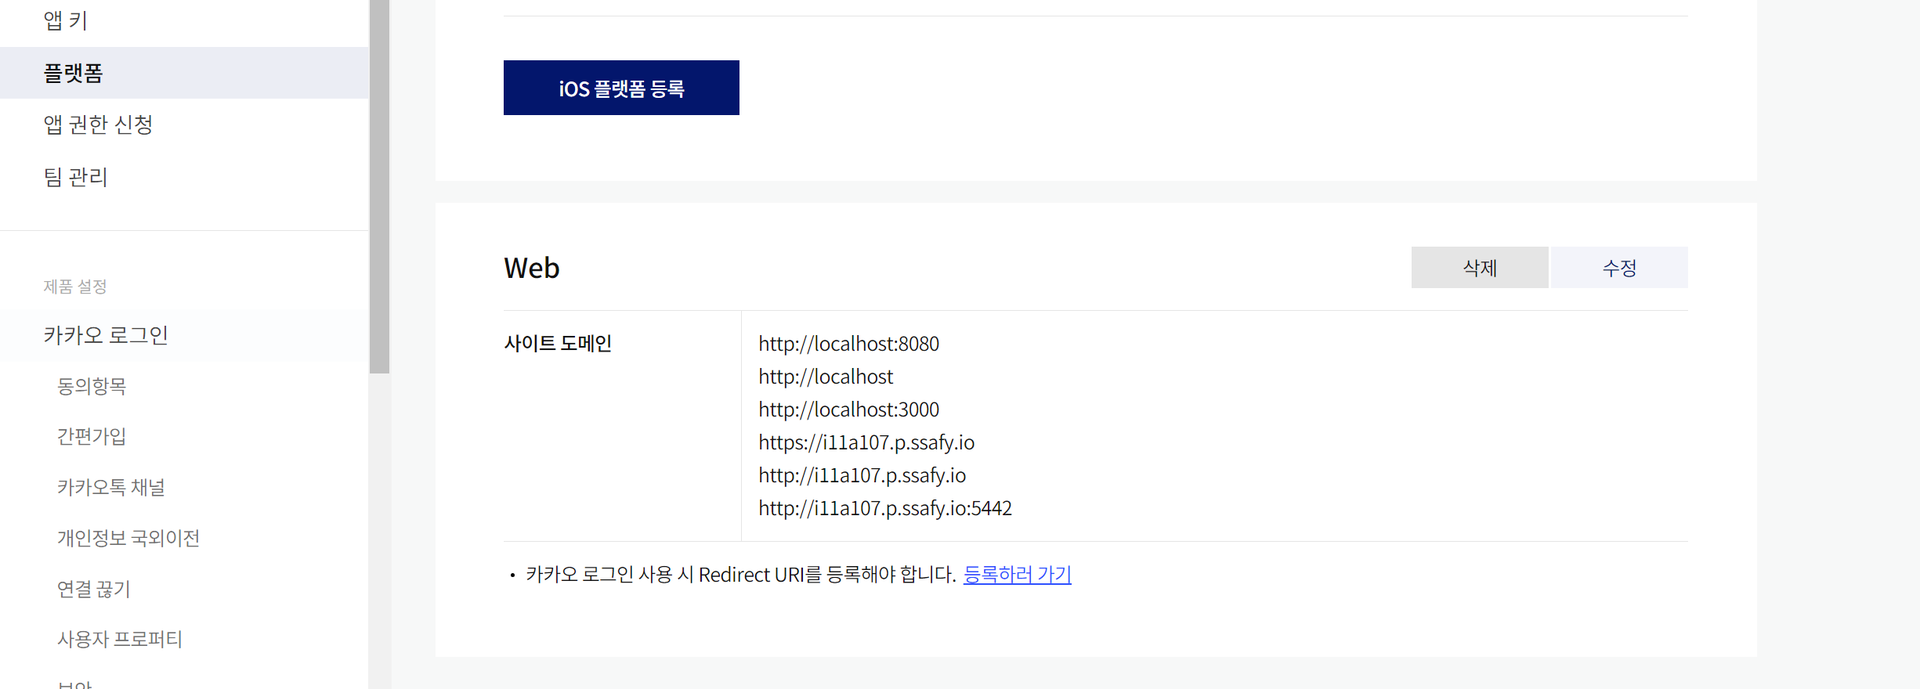 앱 키
플랫폼
앱 권한 신청
팀 관리
제품 설정
카카오 로그인
동의항목
간편가입
카카오톡 채널
개인정보 국외이전
연결 끊기
사용자 프로퍼티
보안
iOS 플랫폼 등록
Web
삭제
수정
사이트 도메인
http://localhost:8080
http://localhost
http://localhost:3000
https://i11a107.p.ssafy.io
http://i11a107.p.ssafy.io
http://i11a107.p.ssafy.io:5442
• 카카오 로그인 사용 시 Redirect URI를 등록해야 합니다. 등록하러 가기